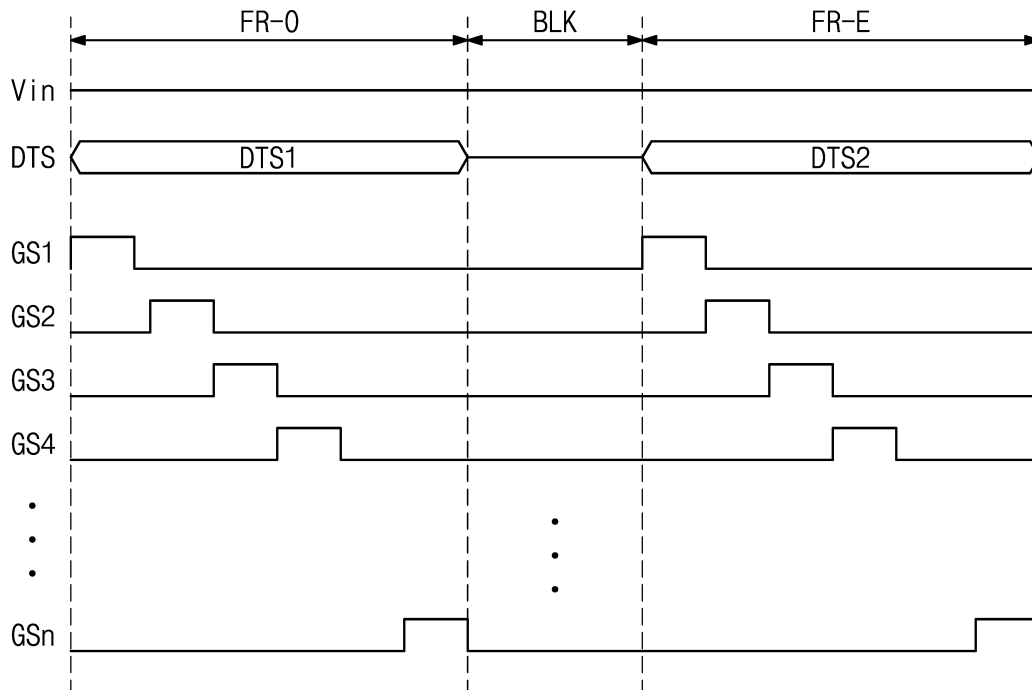 FR-O BLK FR-E
Vin
DTS DTS1 DTS2
GS1
GS2
GS3
GS4
GSn